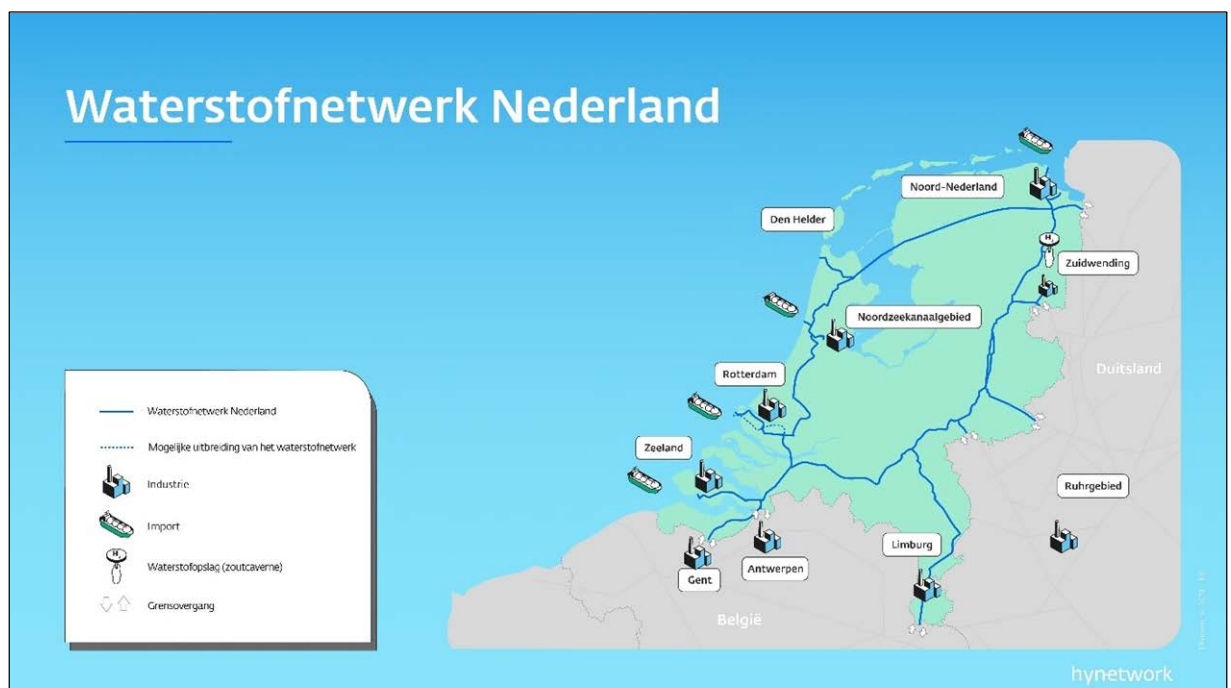 Waterstofnetwerk Nederland
Noord-Nederland
Den Helder
Zuidwending
Noordzeekanaalgebied
Duitsland
Rotterdam
Zeeland
Ruhrgebied
Limburg
Antwerpen
Gent
België
Waterstofnetwerk Nederland
Mogelijke uitbreiding van het waterstofnetwerk
Industrie
Import
H₂
Waterstofopslag (zoutcaverne)
Grensovergang
hynetwork